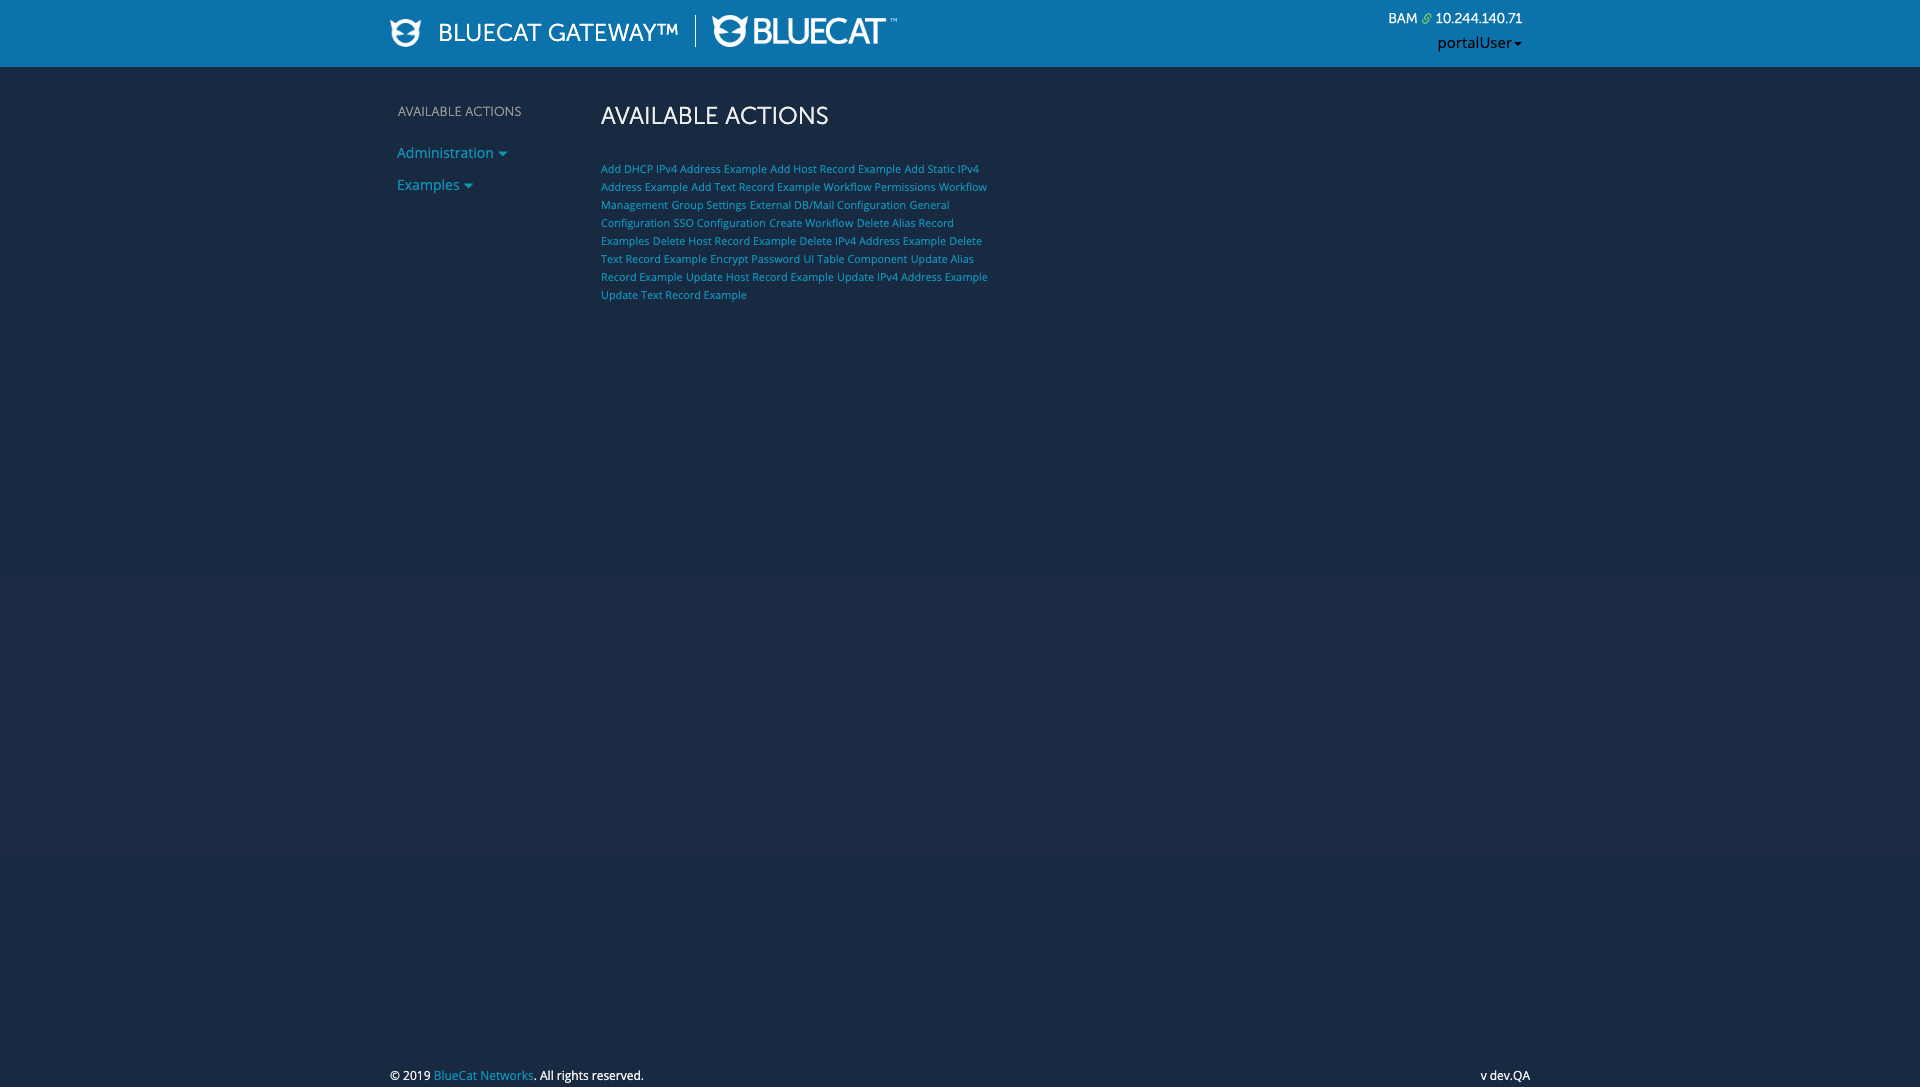 BLUECAT GATEWAY™
BLUECAT™
BAM 10.244.140.71
portalUser
AVAILABLE ACTIONS
Administration
Examples
AVAILABLE ACTIONS
Add DHCP IPv4 Address Example Add Host Record Example Add Static IPv4
Address Example Add Text Record Example Workflow Permissions Workflow
Management Group Settings External DB/Mail Configuration General
Configuration SSO Configuration Create Workflow Delete Alias Record
Examples Delete Host Record Example Delete IPv4 Address Example Delete
Text Record Example Encrypt Password UI Table Component Update Alias
Record Example Update Host Record Example Update IPv4 Address Example
Update Text Record Example
© 2019 BlueCat Networks. All rights reserved.
v dev.QA